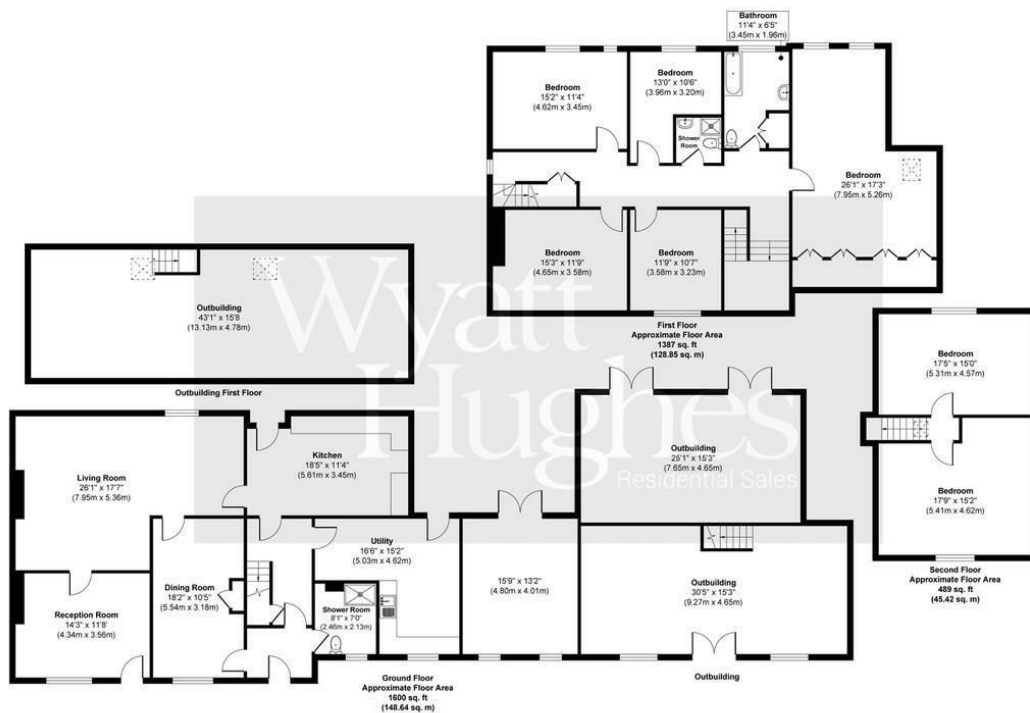 Bathroom
11'4" x 6'5"
(3.45m x 1.96m)
Bedroom
15'2" x 11'4"
(4.62m x 3.45m)
Bedroom
13'0" x 10'6"
(3.96m x 3.20m)
Shower
Room
Bedroom
26'1" x 17'3"
(7.95m x 5.26m)
Bedroom
15'3" x 11'9"
(4.65m x 3.58m)
Bedroom
11'9" x 10'7"
(3.58m x 3.23m)
First Floor
Approximate Floor Area
1387 sq. ft
(128.85 sq. m)
Outbuilding
43'1" x 15'8
(13.13m x 4.78m)
Outbuilding First Floor
Wyatt
Hughes
Residential Sales
Bedroom
17'5" x 15'0"
(5.31m x 4.57m)
Bedroom
17'9" x 15'2"
(5.41m x 4.62m)
Second Floor
Approximate Floor Area
489 sq. ft
(45.42 sq. m)
Living Room
26'1" x 17'7"
(7.95m x 5.36m)
Kitchen
18'5" x 11'4"
(5.61m x 3.45m)
Outbuilding
25'1" x 15'3"
(7.65m x 4.65m)
Utility
16'6" x 15'2"
(5.03m x 4.62m)
Dining Room
18'2" x 10'5"
(5.54m x 3.18m)
Reception Room
14'3" x 11'8'
(4.34m x 3.56m)
Shower Room
8'1" x 7'0"
(2.46m x 2.13m)
15'9" x 13'2"
(4.80m x 4.01m)
Outbuilding
30'5" x 15'3"
(9.27m x 4.65m)
Ground Floor
Approximate Floor Area
1600 sq. ft
(148.64 sq. m)
Outbuilding